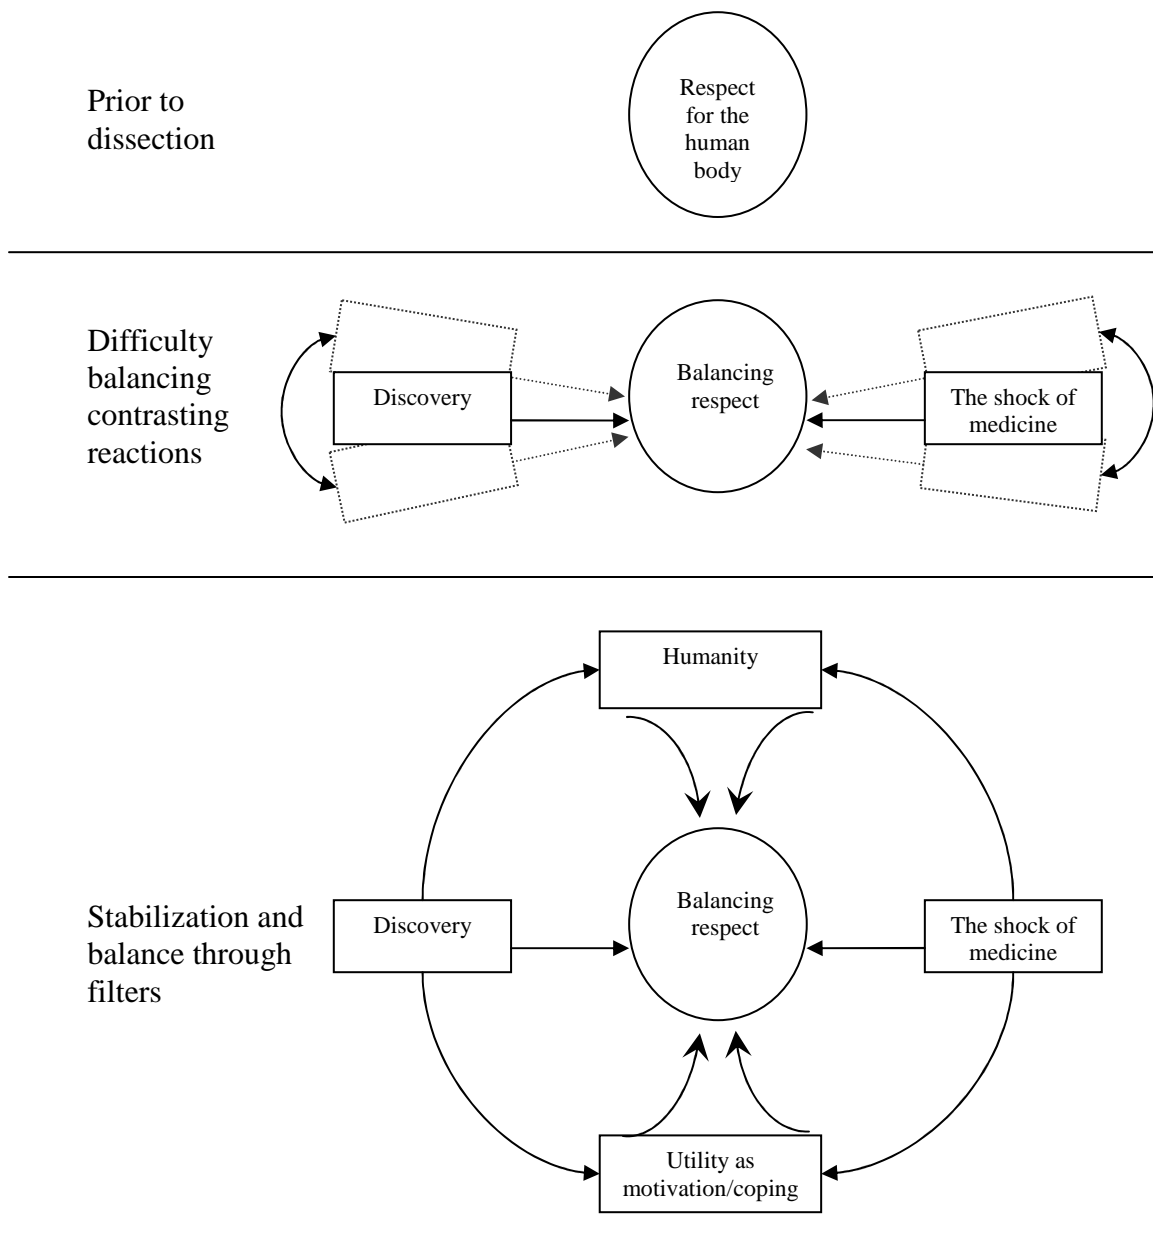 Prior to
dissection
Respect
for the
human
body
Difficulty
balancing
contrasting
reactions
Discovery
Balancing
respect
The shock of
medicine
Humanity
Stabilization and
balance through
filters
Discovery
Balancing
respect
The shock of
medicine
Utility as
motivation/coping